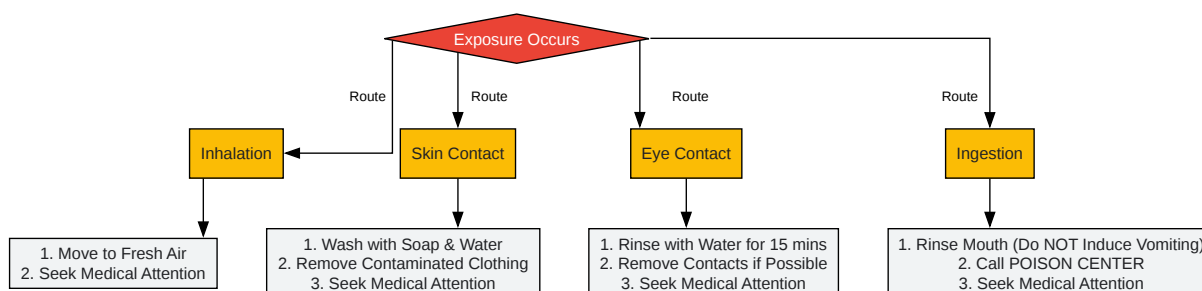 Exposure Occurs
Route
Route
Route
Route
Inhalation
Skin Contact
Eye Contact
Ingestion
1. Move to Fresh Air
2. Seek Medical Attention
1. Wash with Soap & Water
2. Remove Contaminated Clothing
3. Seek Medical Attention
1. Rinse with Water for 15 mins
2. Remove Contacts if Possible
3. Seek Medical Attention
1. Rinse Mouth (Do NOT Induce Vomiting)
2. Call POISON CENTER
3. Seek Medical Attention